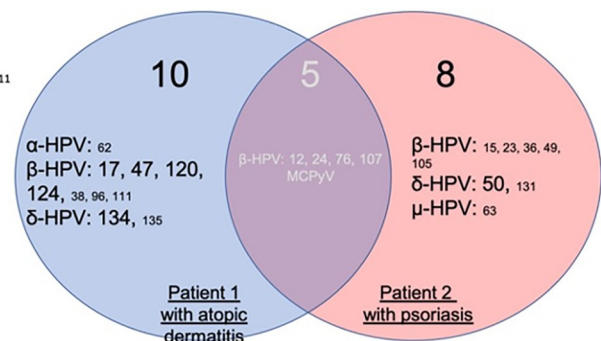 11
10
5
8
α-HPV: 62
β-HPV: 17, 47, 120,
124, 38, 96, 111
δ-HPV: 134, 135
β-HPV: 12, 24, 76, 107
MCPyV
β-HPV: 15, 23, 36, 49,
105
δ-HPV: 50, 131
μ-HPV: 63
Patient 1
with atopic
dermatitis
Patient 2
with psoriasis